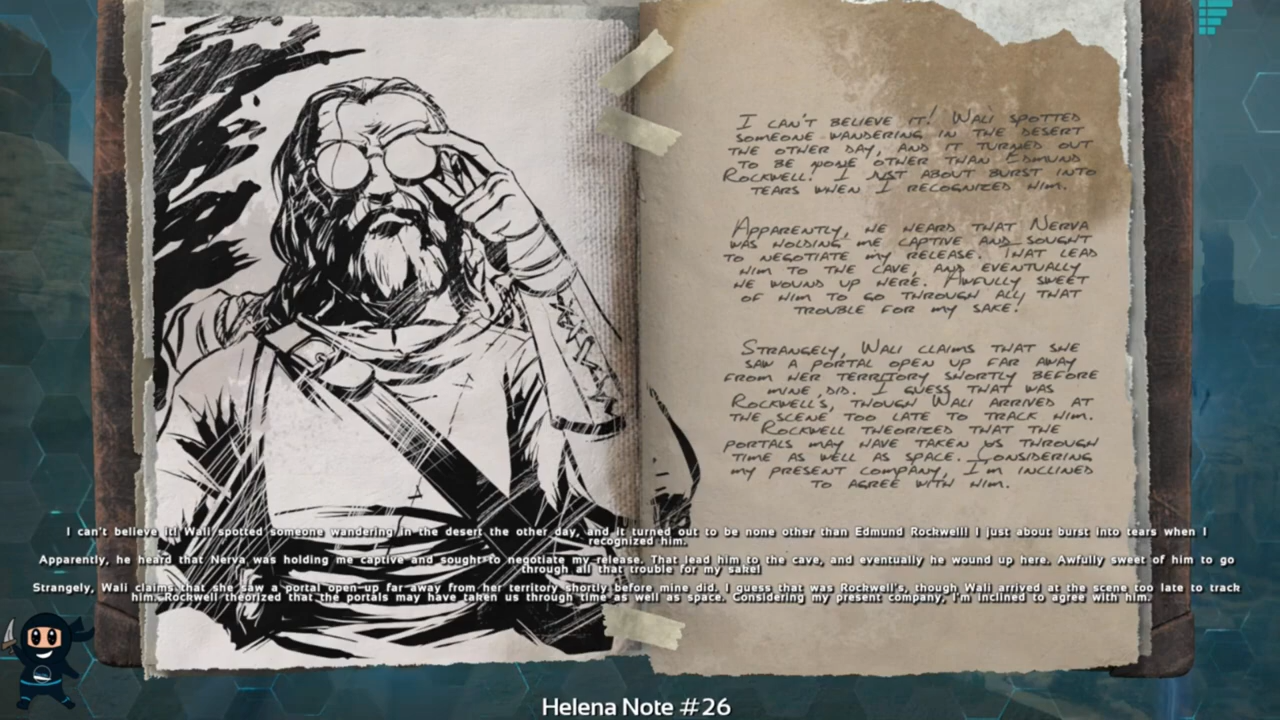 I CAN'T BELIEVE IT! WALI SPOTTED
SOMEONE WANDERING IN THE DESERT
THE OTHER DAY, AND IT TURNED OUT
TO BE NONE OTHER THAN EDMUND
ROCKWELL! I JUST ABOUT BURST INTO
TEARS WHEN I RECOGNIZED HIM.
APPARENTLY, HE HEARD THAT NERVA
WAS HOLDING ME CAPTIVE AND SOUGHT
TO NEGOTIATE MY RELEASE. THAT LEAD
HIM TO THE CAVE, AND EVENTUALLY
HE WOUND UP HERE. AWFULLY SWEET
OF HIM TO GO THROUGH ALL THAT
TROUBLE FOR MY SAKE!
STRANGELY, WALI CLAIMS THAT SHE
SAW A PORTAL OPEN UP FAR AWAY
FROM HER TERRITORY SHORTLY BEFORE
MINE DID. I GUESS THAT WAS
ROCKWELL'S, THOUGH WALI ARRIVED AT
THE SCENE TOO LATE TO TRACK HIM.
ROCKWELL THEORIZED THAT THE
PORTALS MAY HAVE TAKEN US THROUGH
TIME AS WELL AS SPACE. CONSIDERING
MY PRESENT COMPANY, I'M INCLINED
TO AGREE WITH HIM.
I can't believe it! Wali spotted someone wandering in the desert the other day, and it turned out to be none other than Edmund Rockwell! I just about burst into tears when I
recognized him.
Apparently, he heard that Nerva was holding me captive and sought to negotiate my release. That lead him to the cave, and eventually he wound up here. Awfully sweet of him to go
through all that trouble for my sake!
Strangely, Wali claims that she saw a portal open up far away from her territory shortly before mine did. I guess that was Rockwell's, though Wali arrived at the scene too late to track
him. Rockwell theorized that the portals may have taken us through time as well as space. Considering my present company, I'm inclined to agree with him.
Helena Note #26